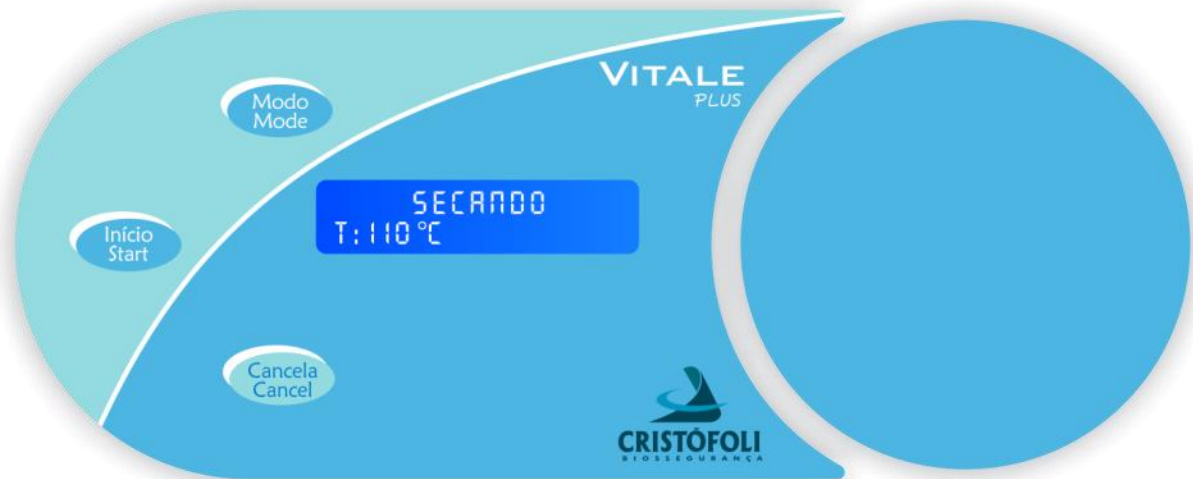 VITALE
PLUS
Modo
Mode
SECANDO
T:110°C
Início
Start
Cancela
Cancel
CRISTÓFOLI
BIOSSEGURANÇA